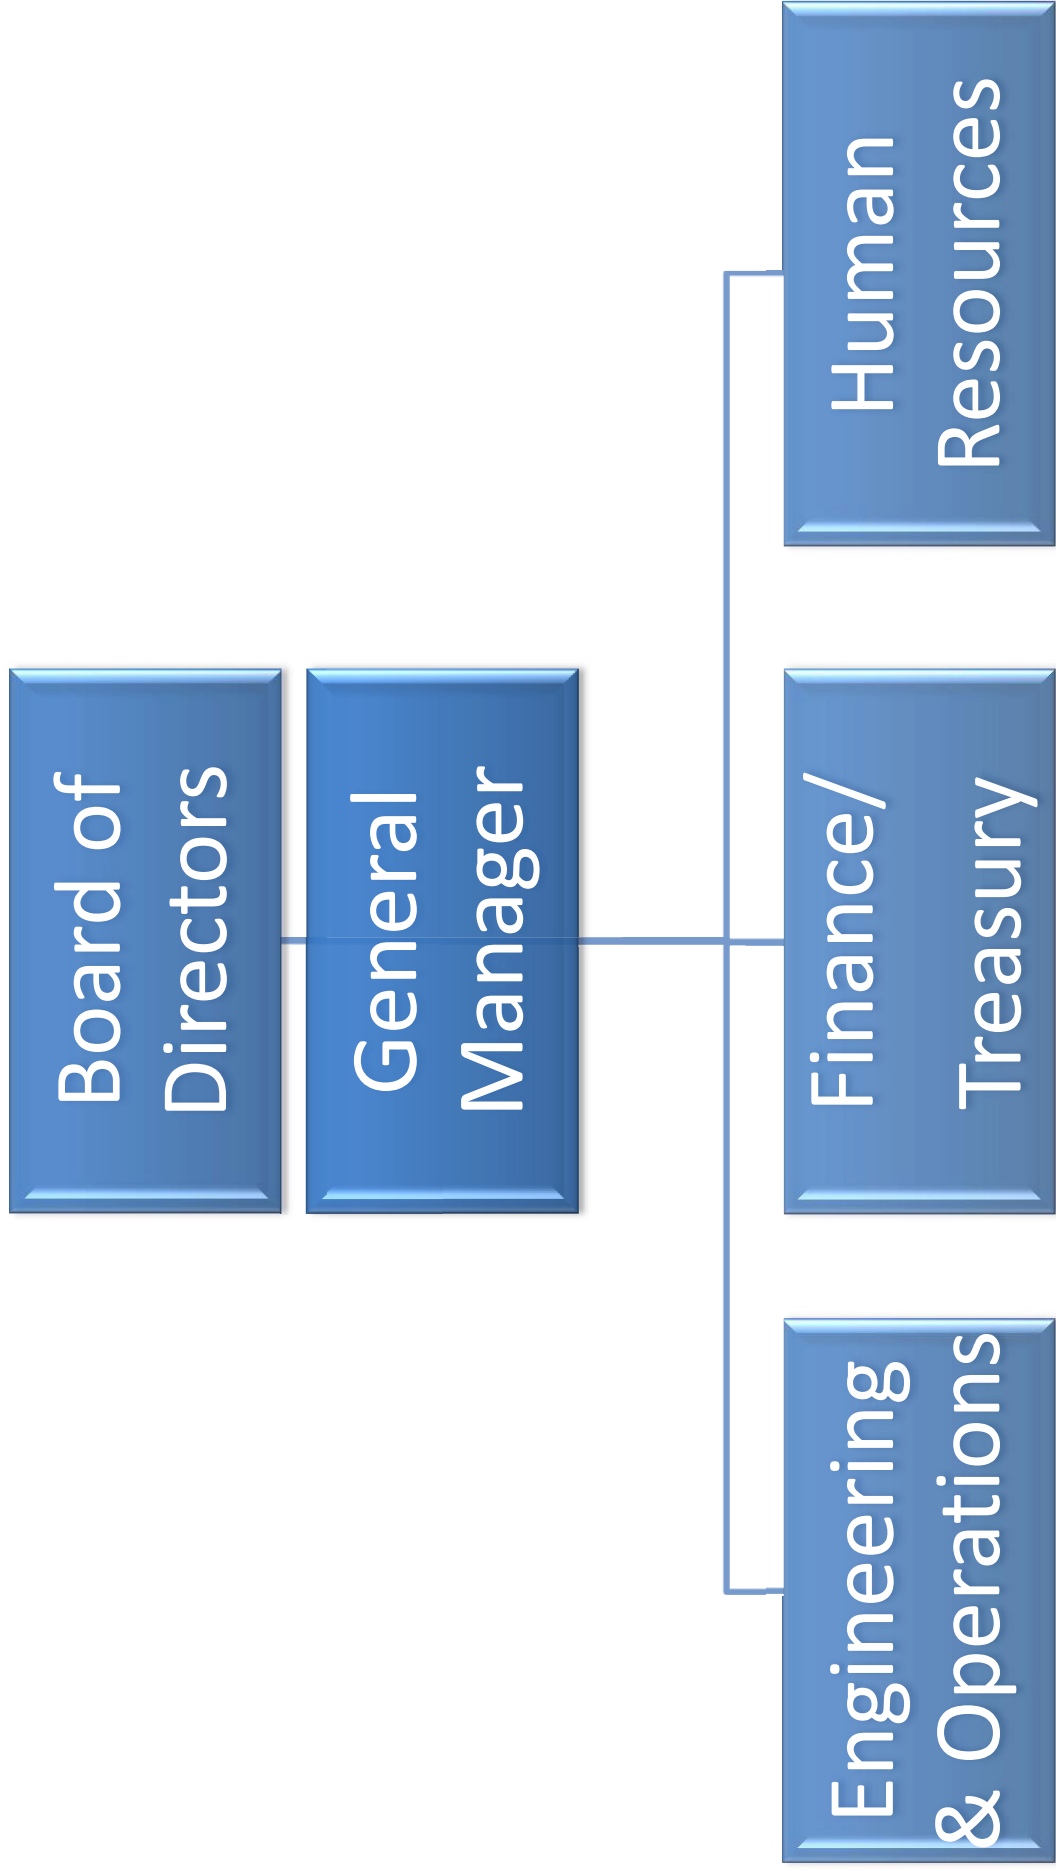 Board of
Directors
General
Manager
Engineering
& Operations
Finance/
Treasury
Human
Resources